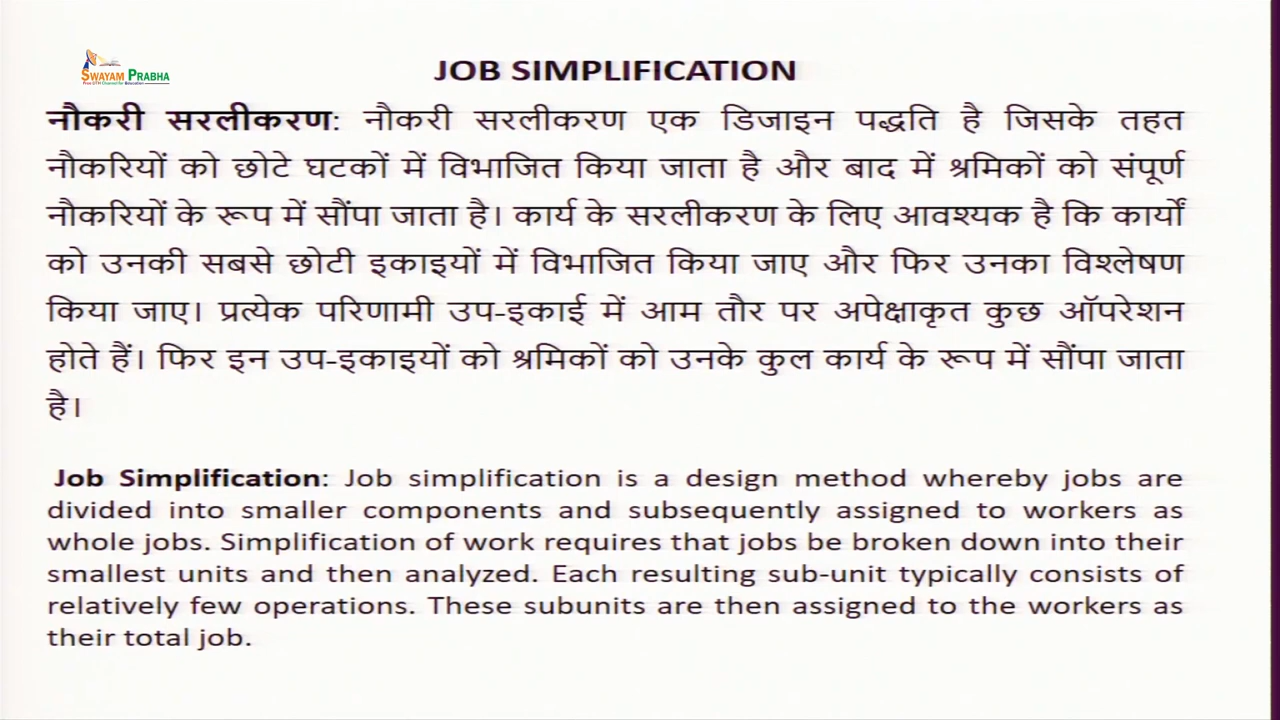 SWAYAM PRABHA
JOB SIMPLIFICATION
नौकरी सरलीकरण: नौकरी सरलीकरण एक डिजाइन पद्धति है जिसके तहत
नौकरियों को छोटे घटकों में विभाजित किया जाता है और बाद में श्रमिकों को संपूर्ण
नौकरियों के रूप में सौंपा जाता है। कार्य के सरलीकरण के लिए आवश्यक है कि कार्यों
को उनकी सबसे छोटी इकाइयों में विभाजित किया जाए और फिर उनका विश्लेषण
किया जाए। प्रत्येक परिणामी उप-इकाई में आम तौर पर अपेक्षाकृत कुछ ऑपरेशन
होते हैं। फिर इन उप-इकाइयों को श्रमिकों को उनके कुल कार्य के रूप में सौंपा जाता
है।
Job Simplification: Job simplification is a design method whereby jobs are
divided into smaller components and subsequently assigned to workers as
whole jobs. Simplification of work requires that jobs be broken down into their
smallest units and then analyzed. Each resulting sub-unit typically consists of
relatively few operations. These subunits are then assigned to the workers as
their total job.